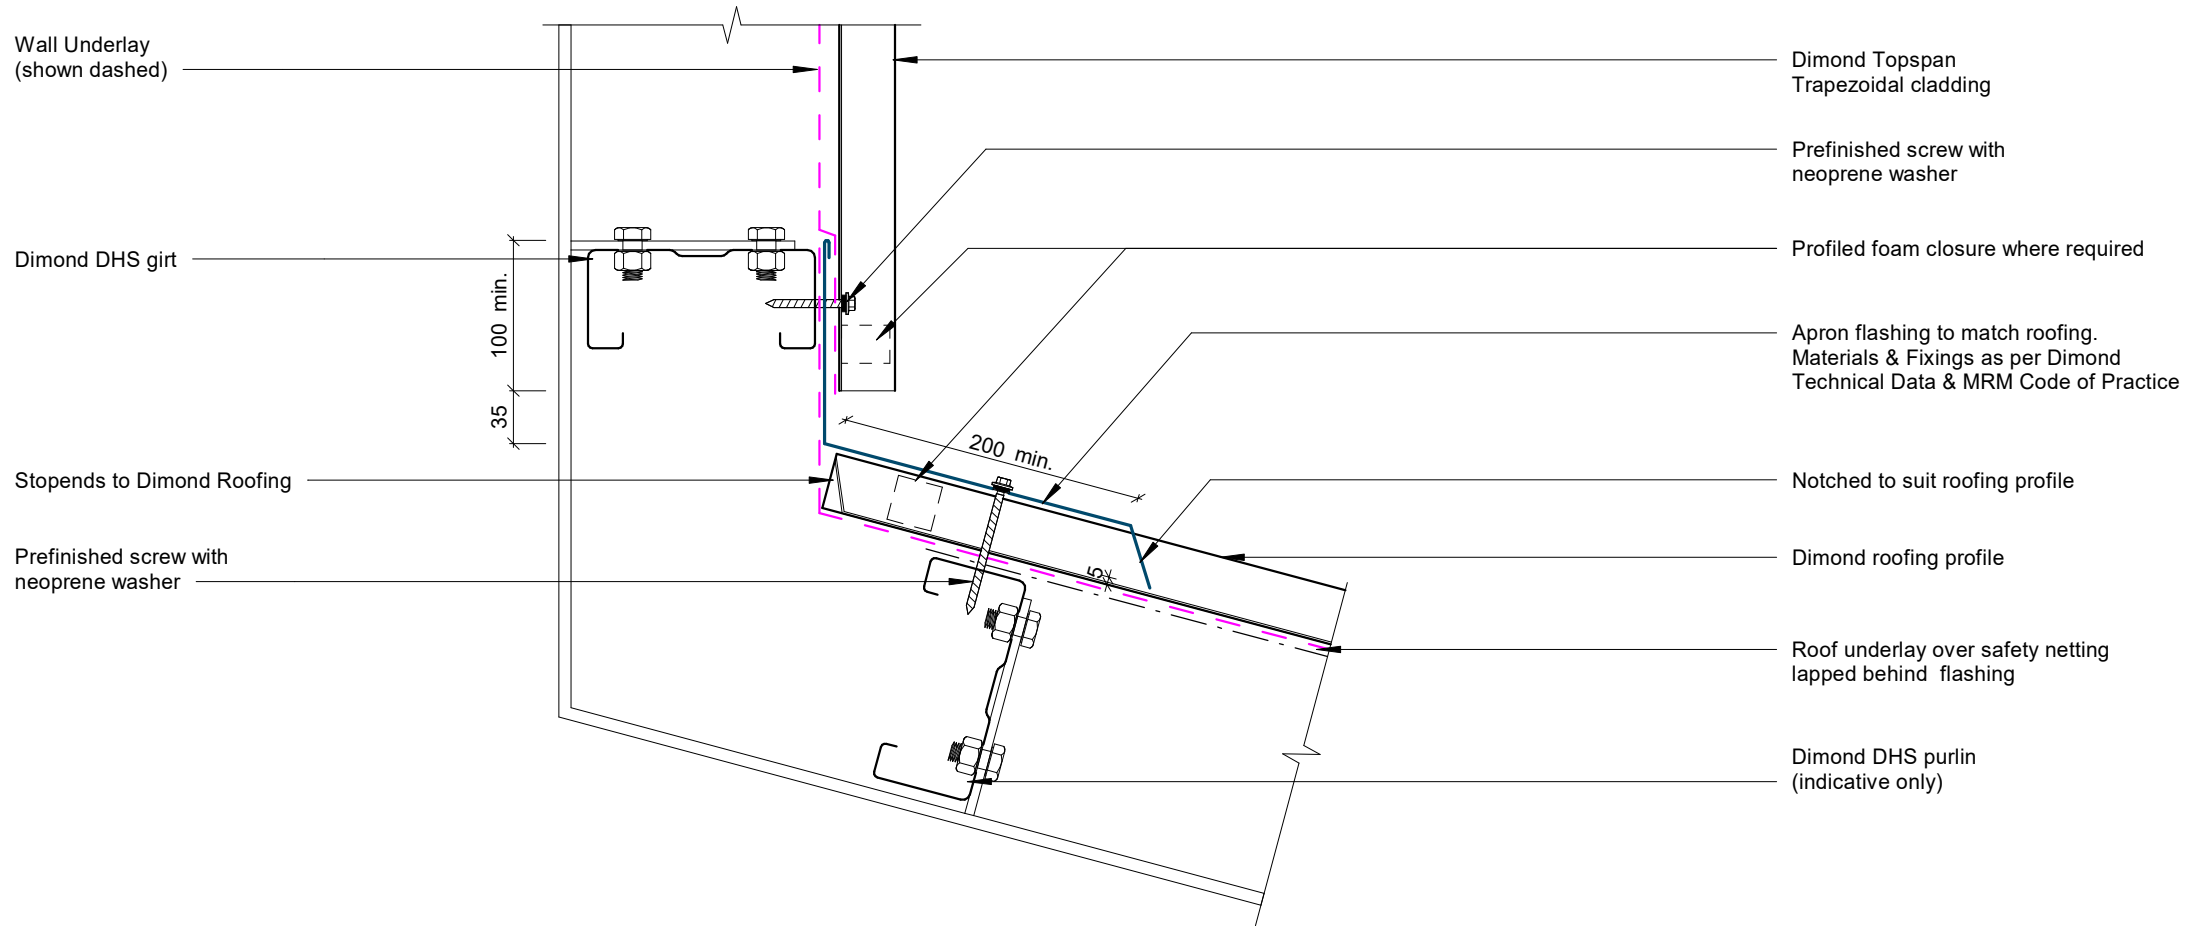 Wall Underlay
(shown dashed)
Dimond DHS girt
100 min.
35
Stopends to Dimond Roofing
Prefinished screw with
neoprene washer
200 min.
5
Dimond Topspan
Trapezoidal cladding
Prefinished screw with
neoprene washer
Profiled foam closure where required
Apron flashing to match roofing.
Materials & Fixings as per Dimond
Technical Data & MRM Code of Practice
Notched to suit roofing profile
Dimond roofing profile
Roof underlay over safety netting
lapped behind flashing
Dimond DHS purlin
(indicative only)